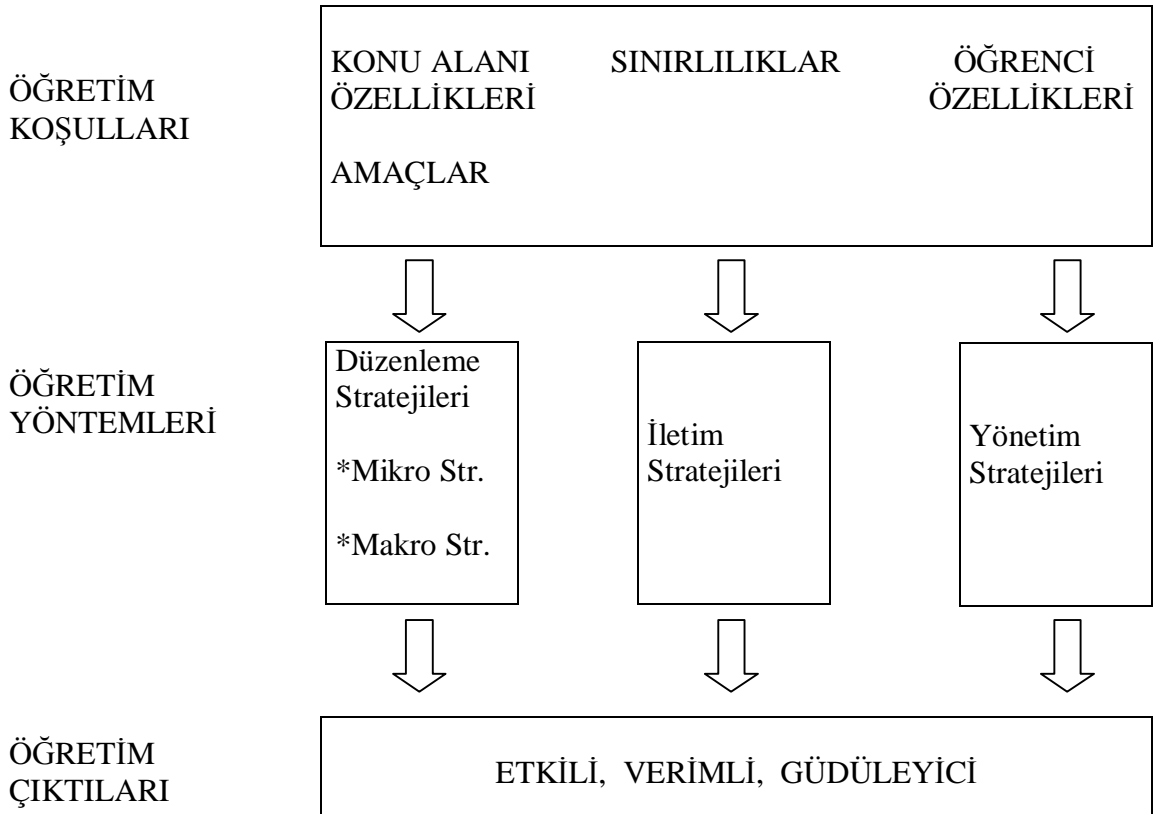 ÖĞRETİM
KOŞULLARI
KONU ALANI
ÖZELLİKLERİ
AMAÇLAR
SINIRLILIKLAR
ÖĞRENCİ
ÖZELLİKLERİ
ÖĞRETİM
YÖNTEMLERİ
Düzenleme
Stratejileri
*Mikro Str.
*Makro Str.
İletim
Stratejileri
Yönetim
Stratejileri
ÖĞRETİM
ÇIKTILARI
ETKİLİ, VERİMLİ, GÜDÜLEYİCİ